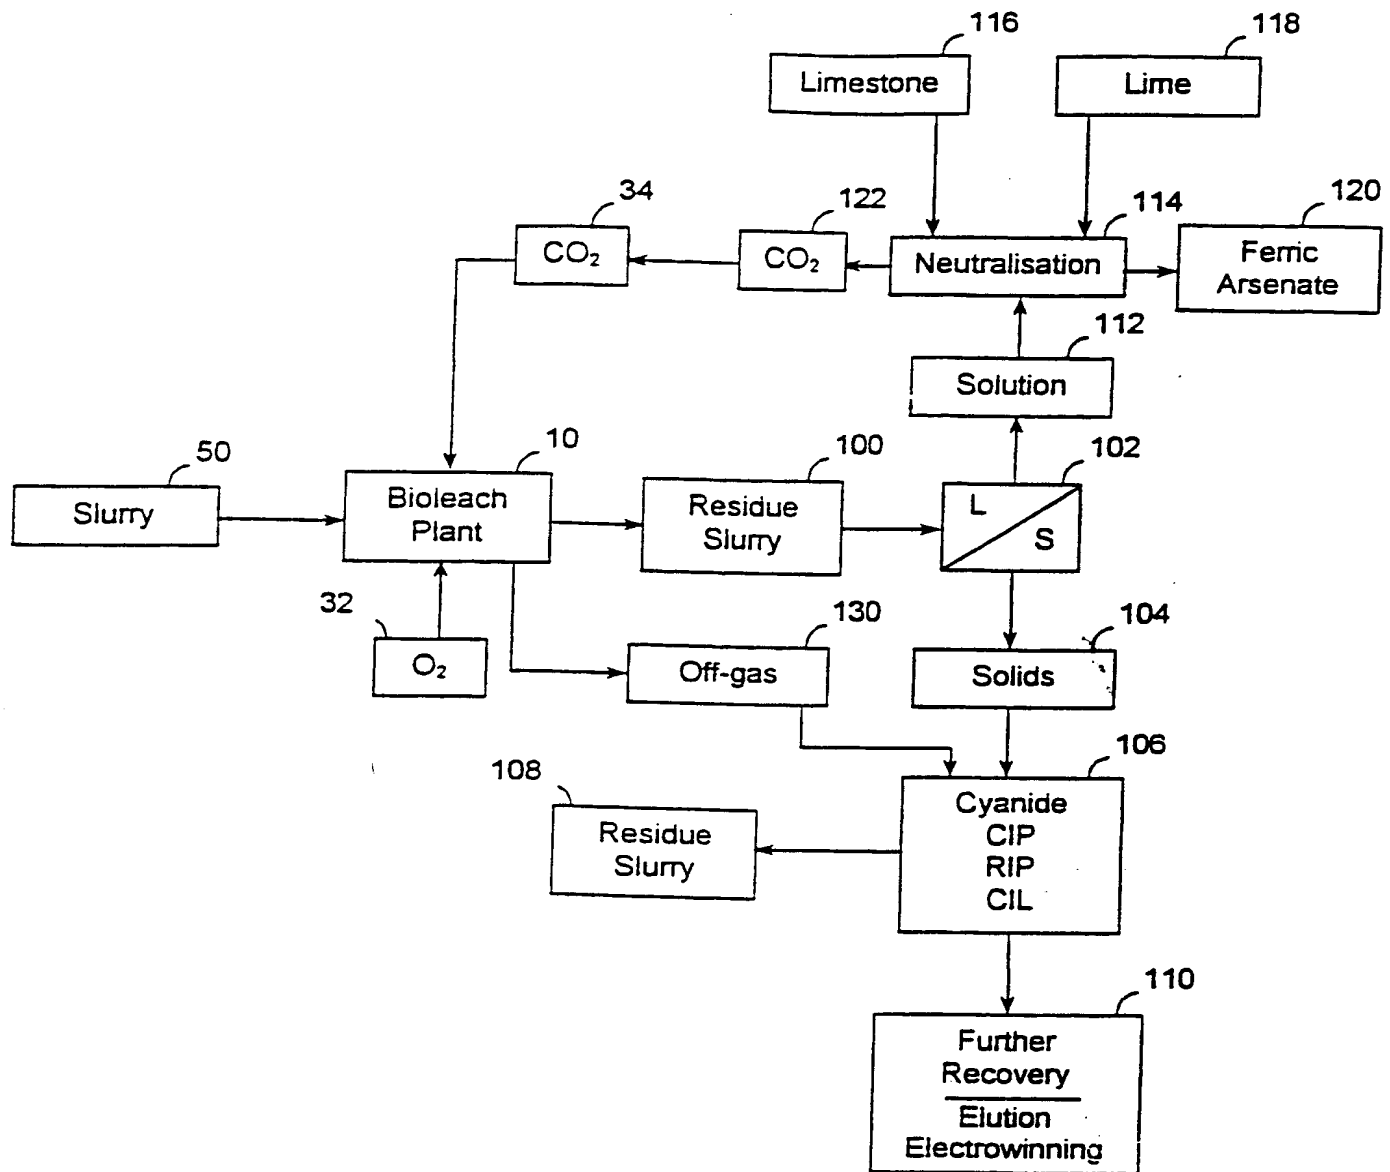 116
118
Limestone
Lime
34
122
114
120
CO₂
CO₂
Neutralisation
Ferric
Arsenate
112
Solution
50
10
100
102
Slurry
Bioleach
Plant
Residue
Slurry
L
S
32
130
104
O₂
Off-gas
Solids
108
106
Residue
Slurry
Cyanide
CIP
RIP
CIL
110
Further
Recovery
Elution
Electrowinning